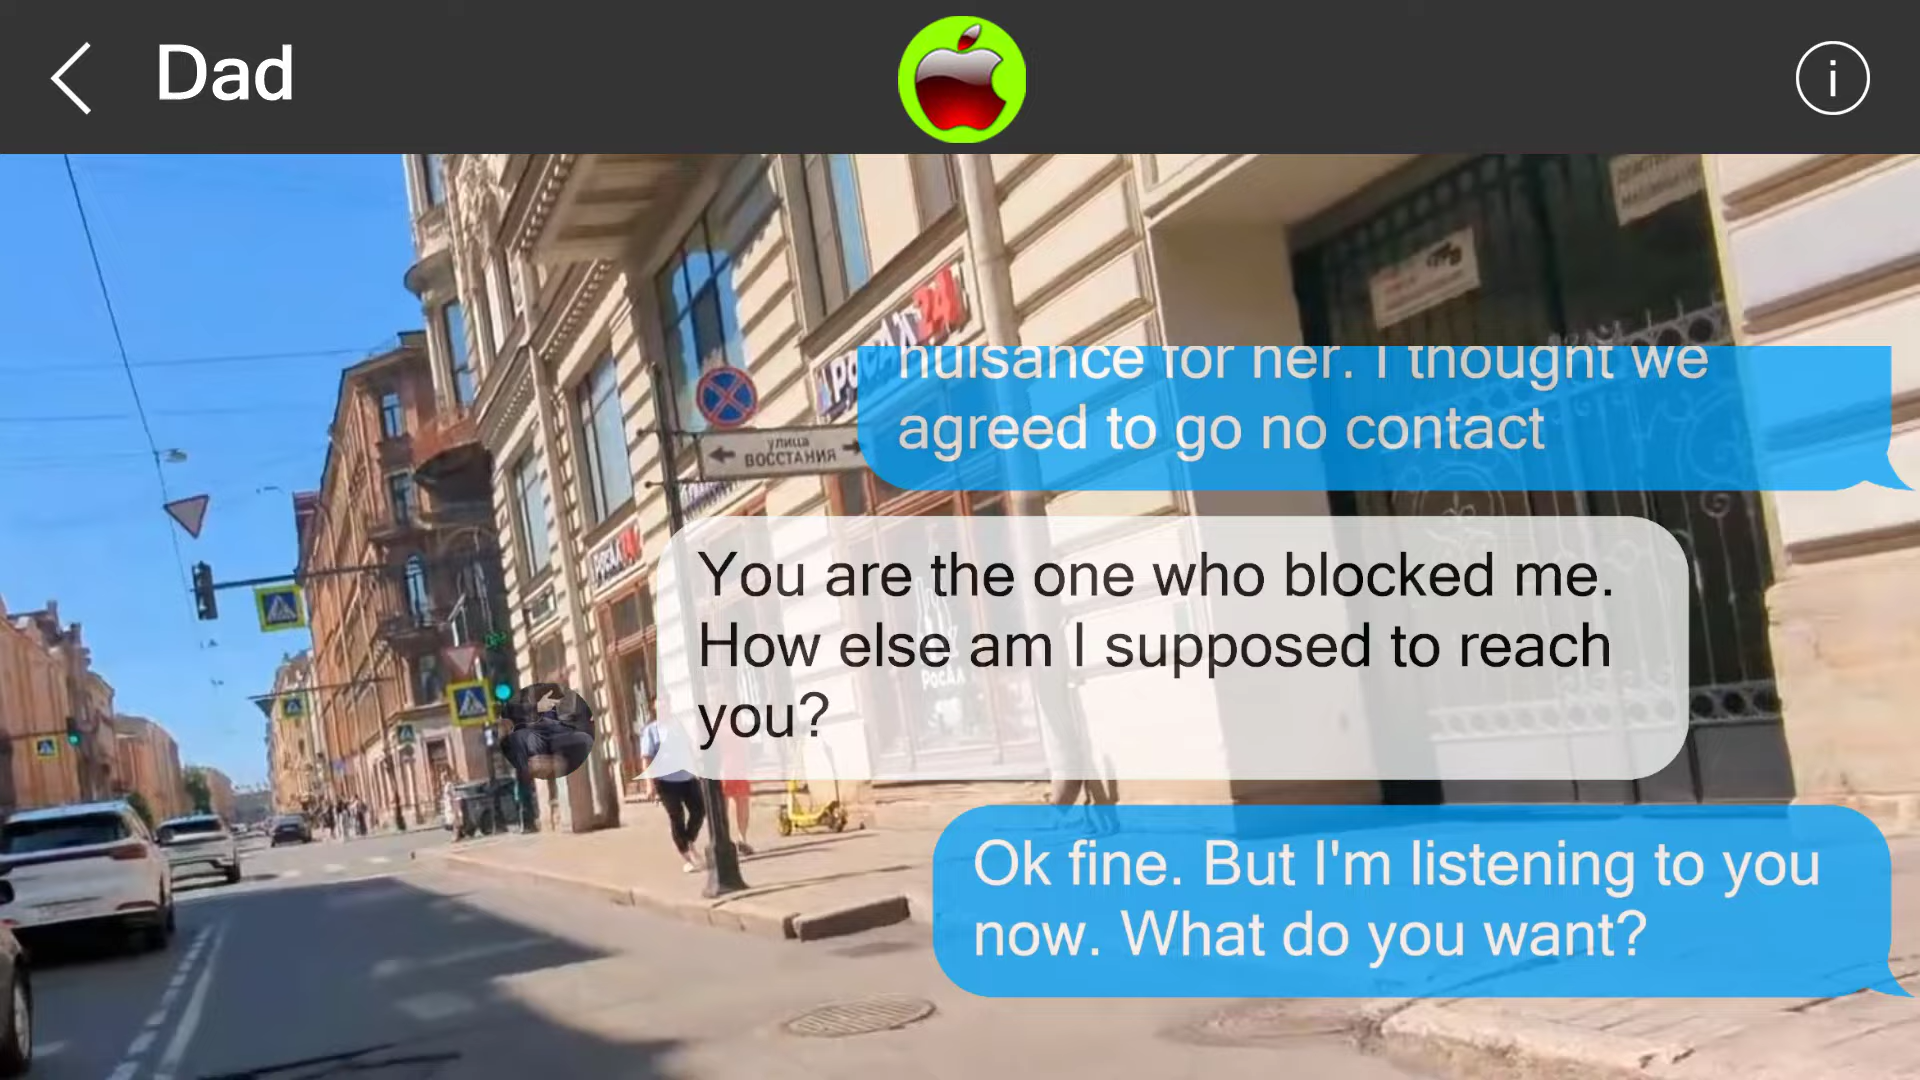 Dad
i
24
nuisance for her. I thought we
agreed to go no contact
улица
ВОССТАНИЯ
You are the one who blocked me.
How else am I supposed to reach
you?
РОСАЛ
Ok fine. But I'm listening to you
now. What do you want?